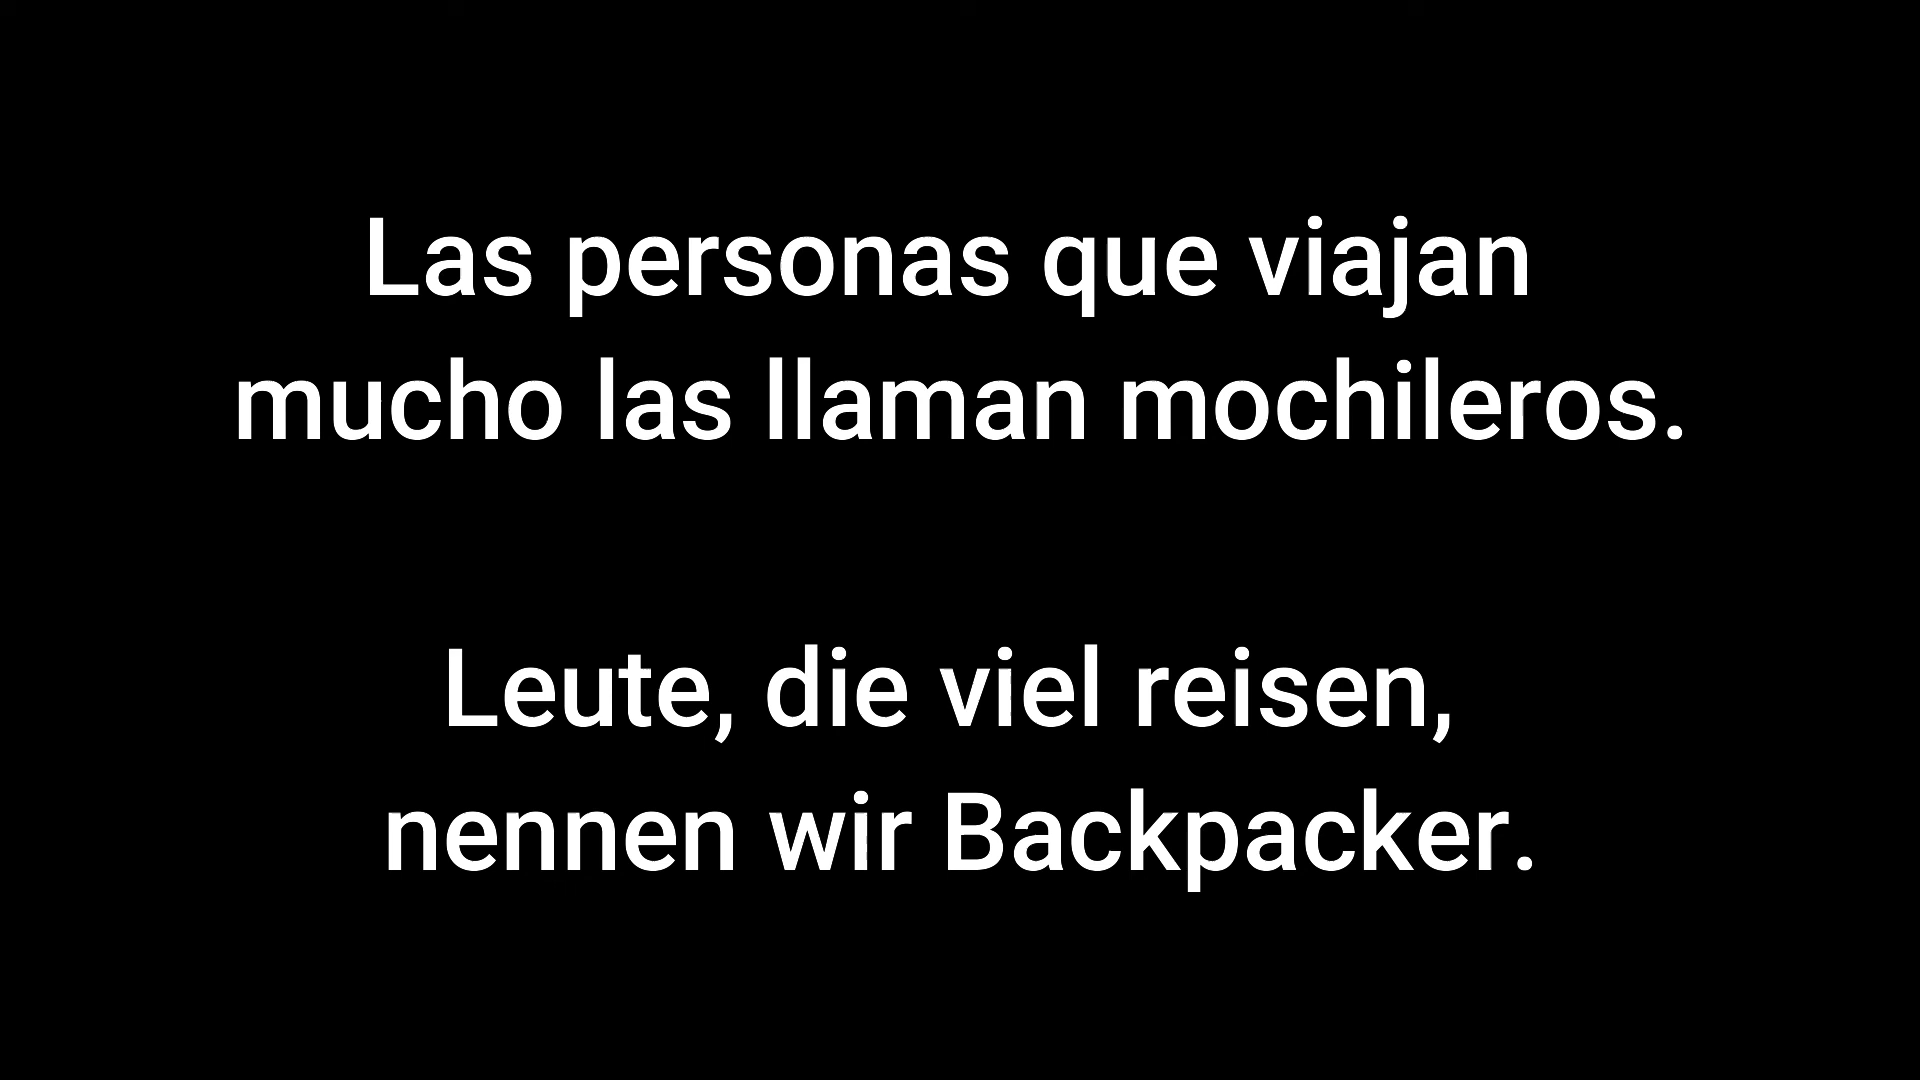 Las personas que viajan
mucho las llaman mochileros.
Leute, die viel reisen,
nennen wir Backpacker.